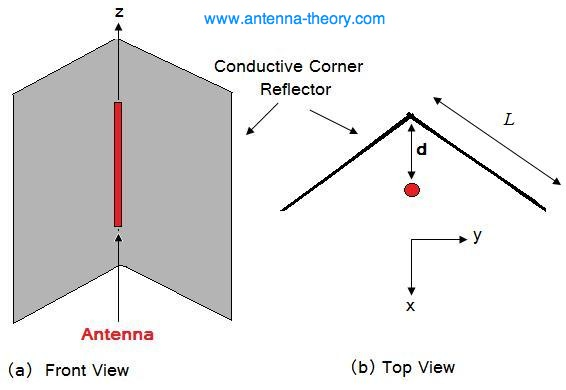 www.antenna-theory.com
z
Conductive Corner
Reflector
L
d
y
x
Antenna
(a) Front View
(b) Top View